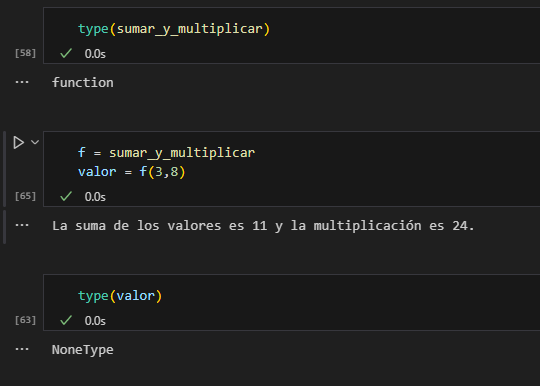 type(sumar_y_multiplicar)
[58]
0.0s
...
function
f = sumar_y_multiplicar
valor = f(3,8)
[65]
0.0s
...
La suma de los valores es 11 y la multiplicación es 24.
type(valor)
[63]
0.0s
...
NoneType